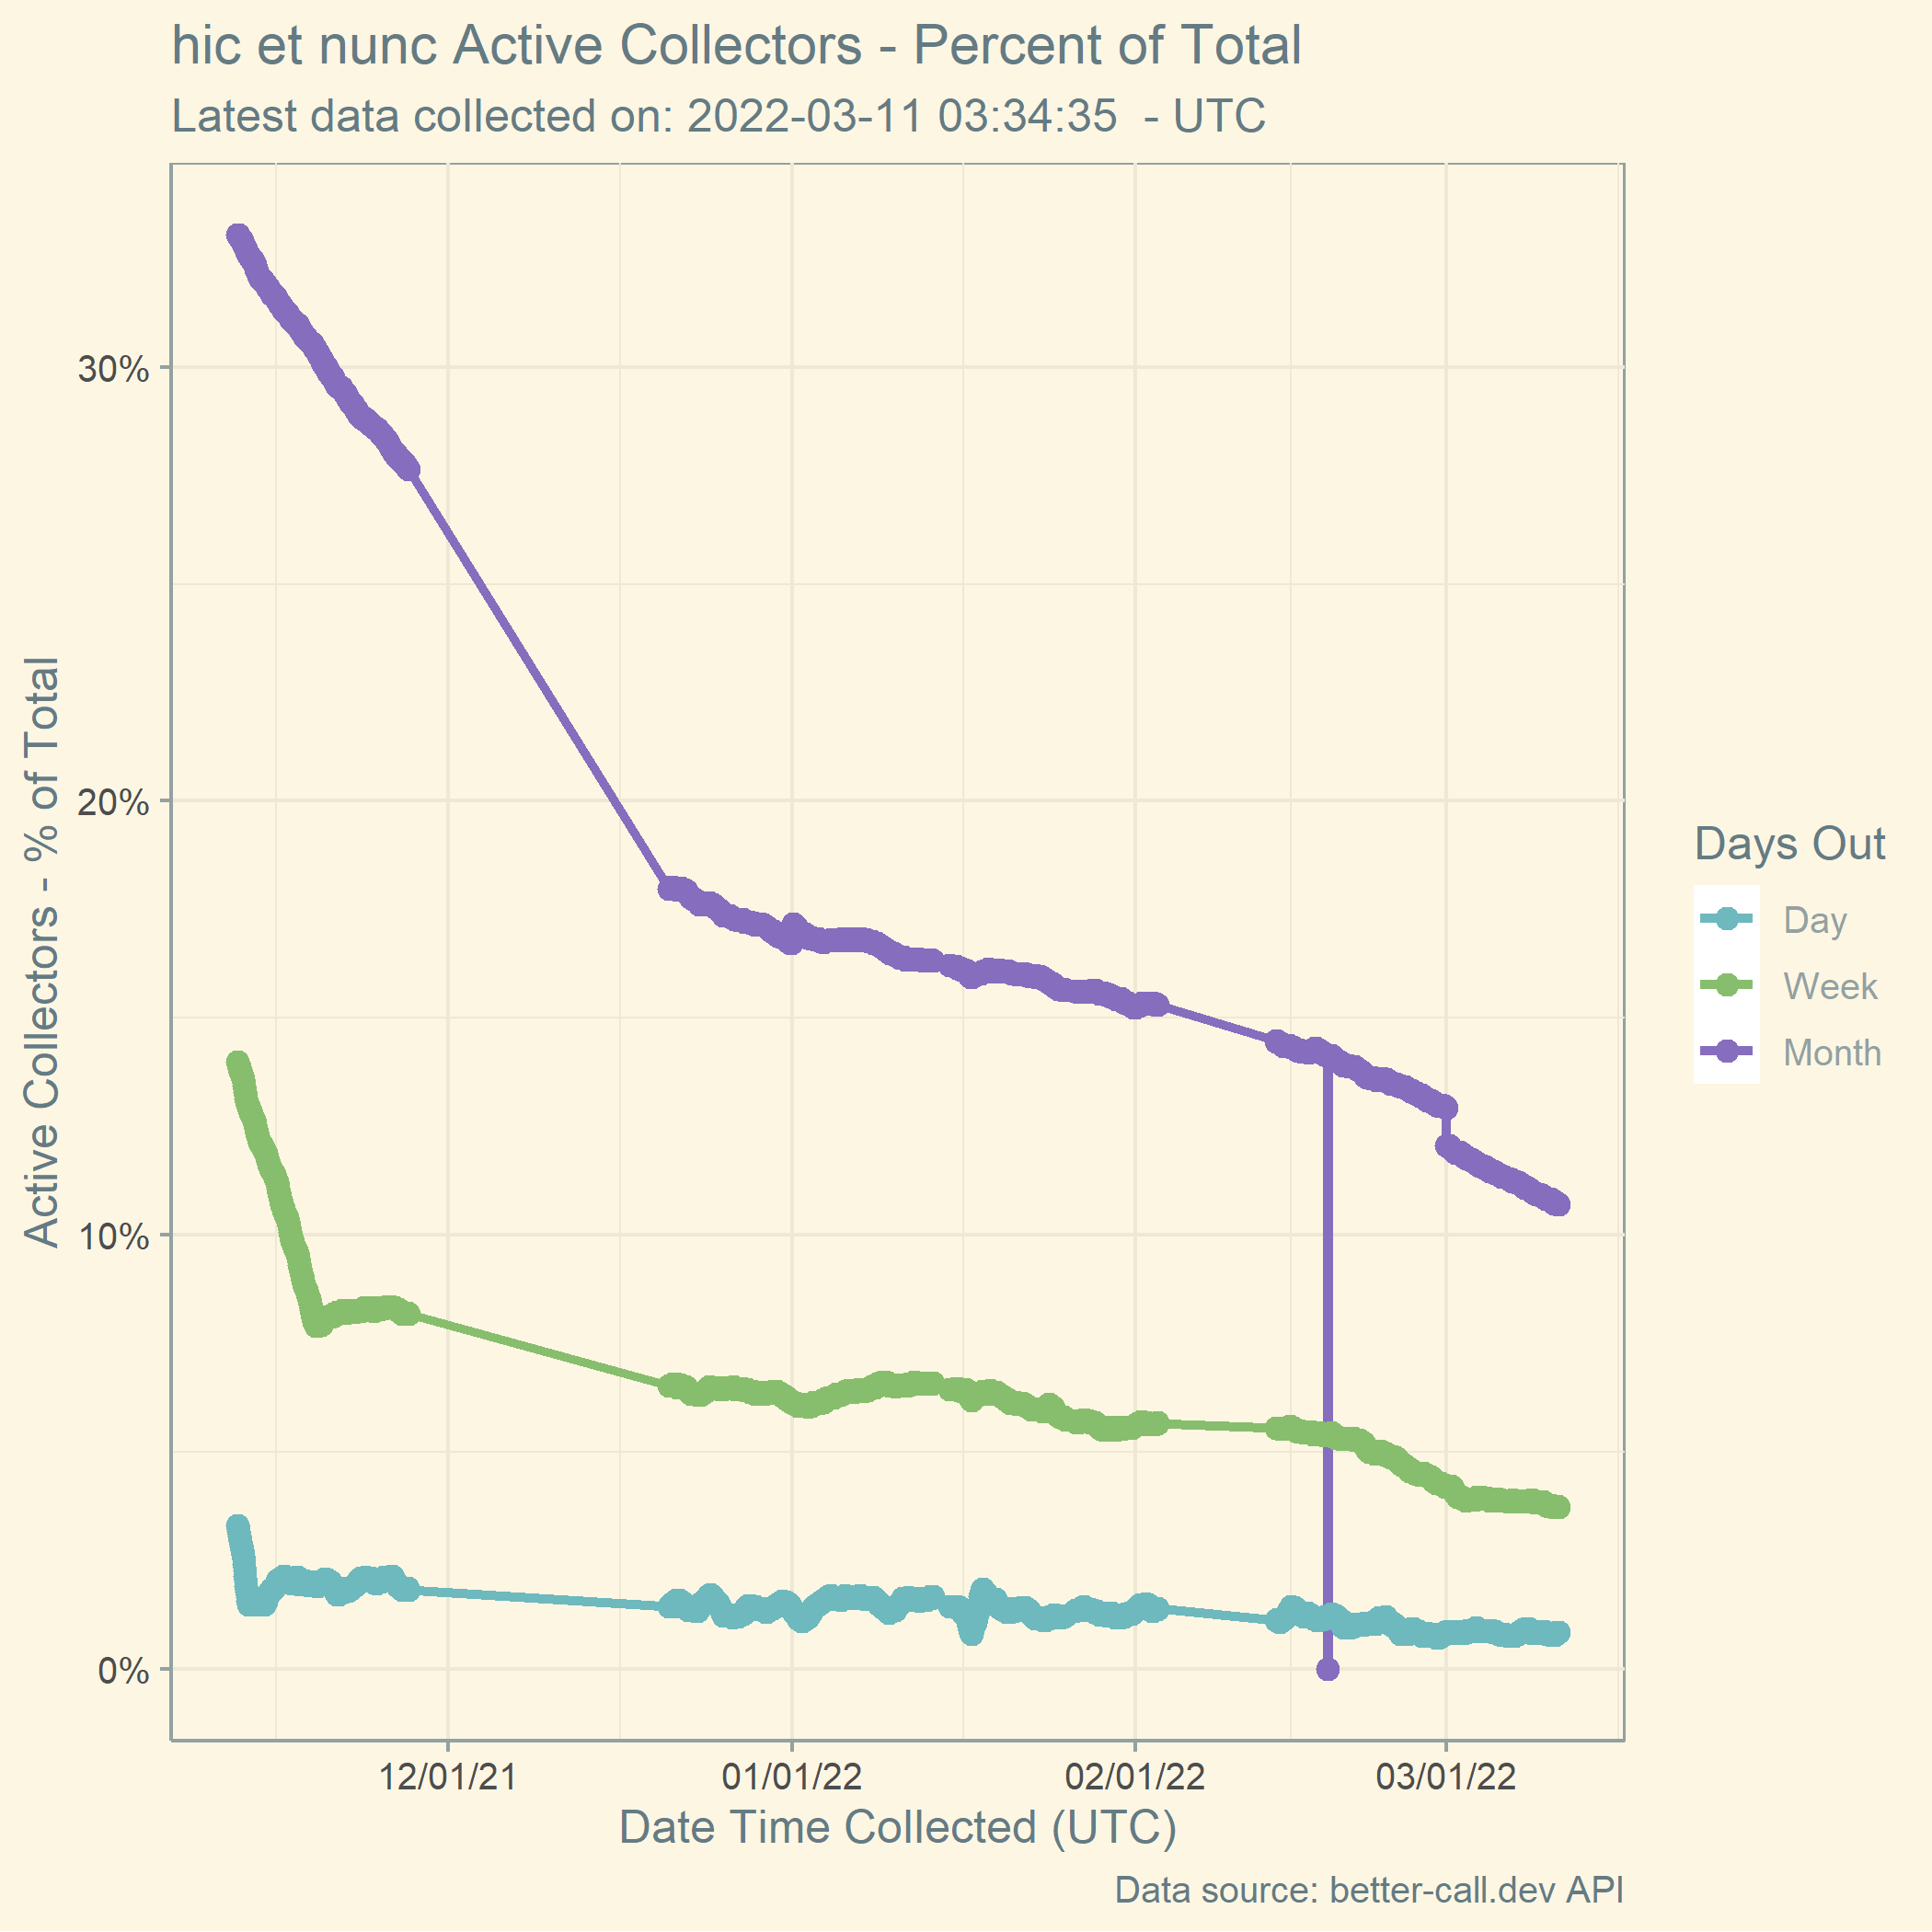 hic et nunc Active Collectors - Percent of Total
Latest data collected on: 2022-03-11 03:34:35  - UTC
Active Collectors - % of Total
30%
20%
10%
0%
12/01/21
01/01/22
02/01/22
03/01/22
Date Time Collected (UTC)
Days Out
Day
Week
Month
Data source: better-call.dev API